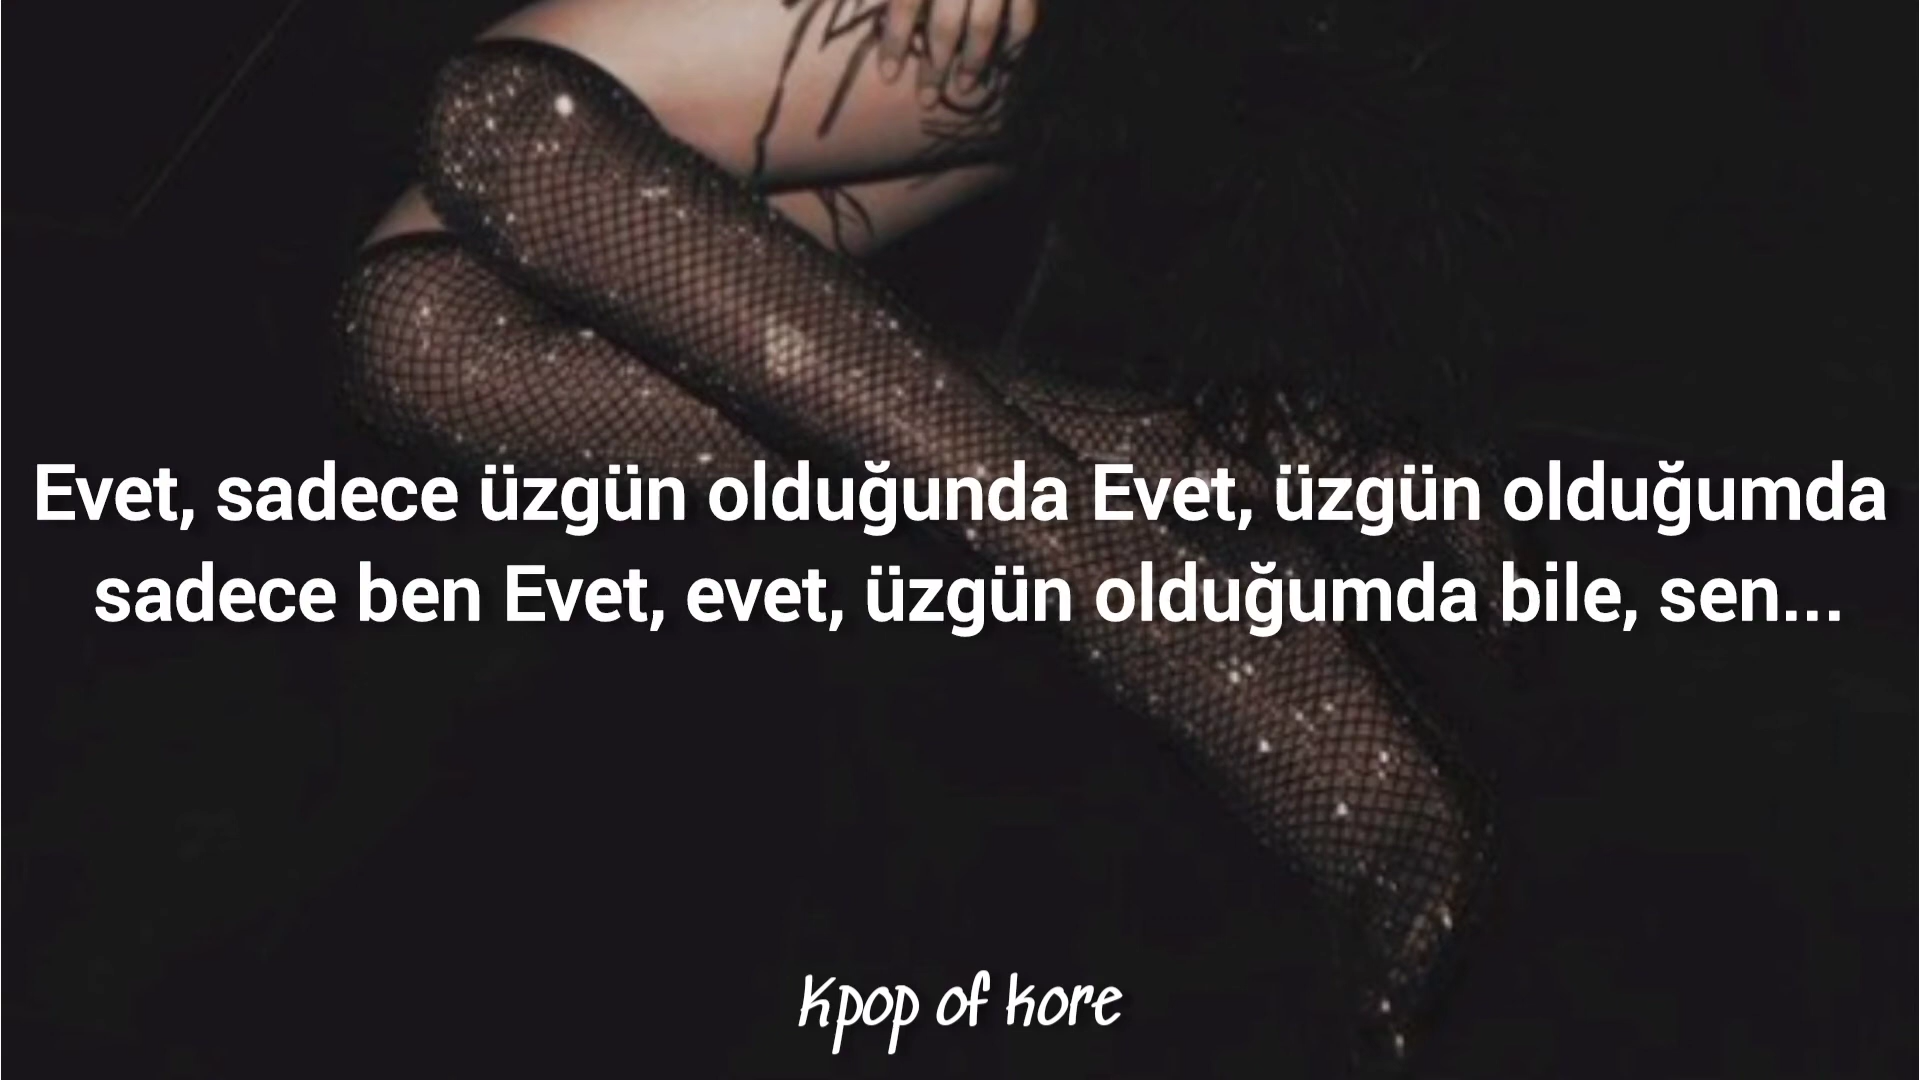 Evet, sadece üzgün olduğunda Evet, üzgün olduğumda
sadece ben Evet, evet, üzgün olduğumda bile, sen...
kpop of kore